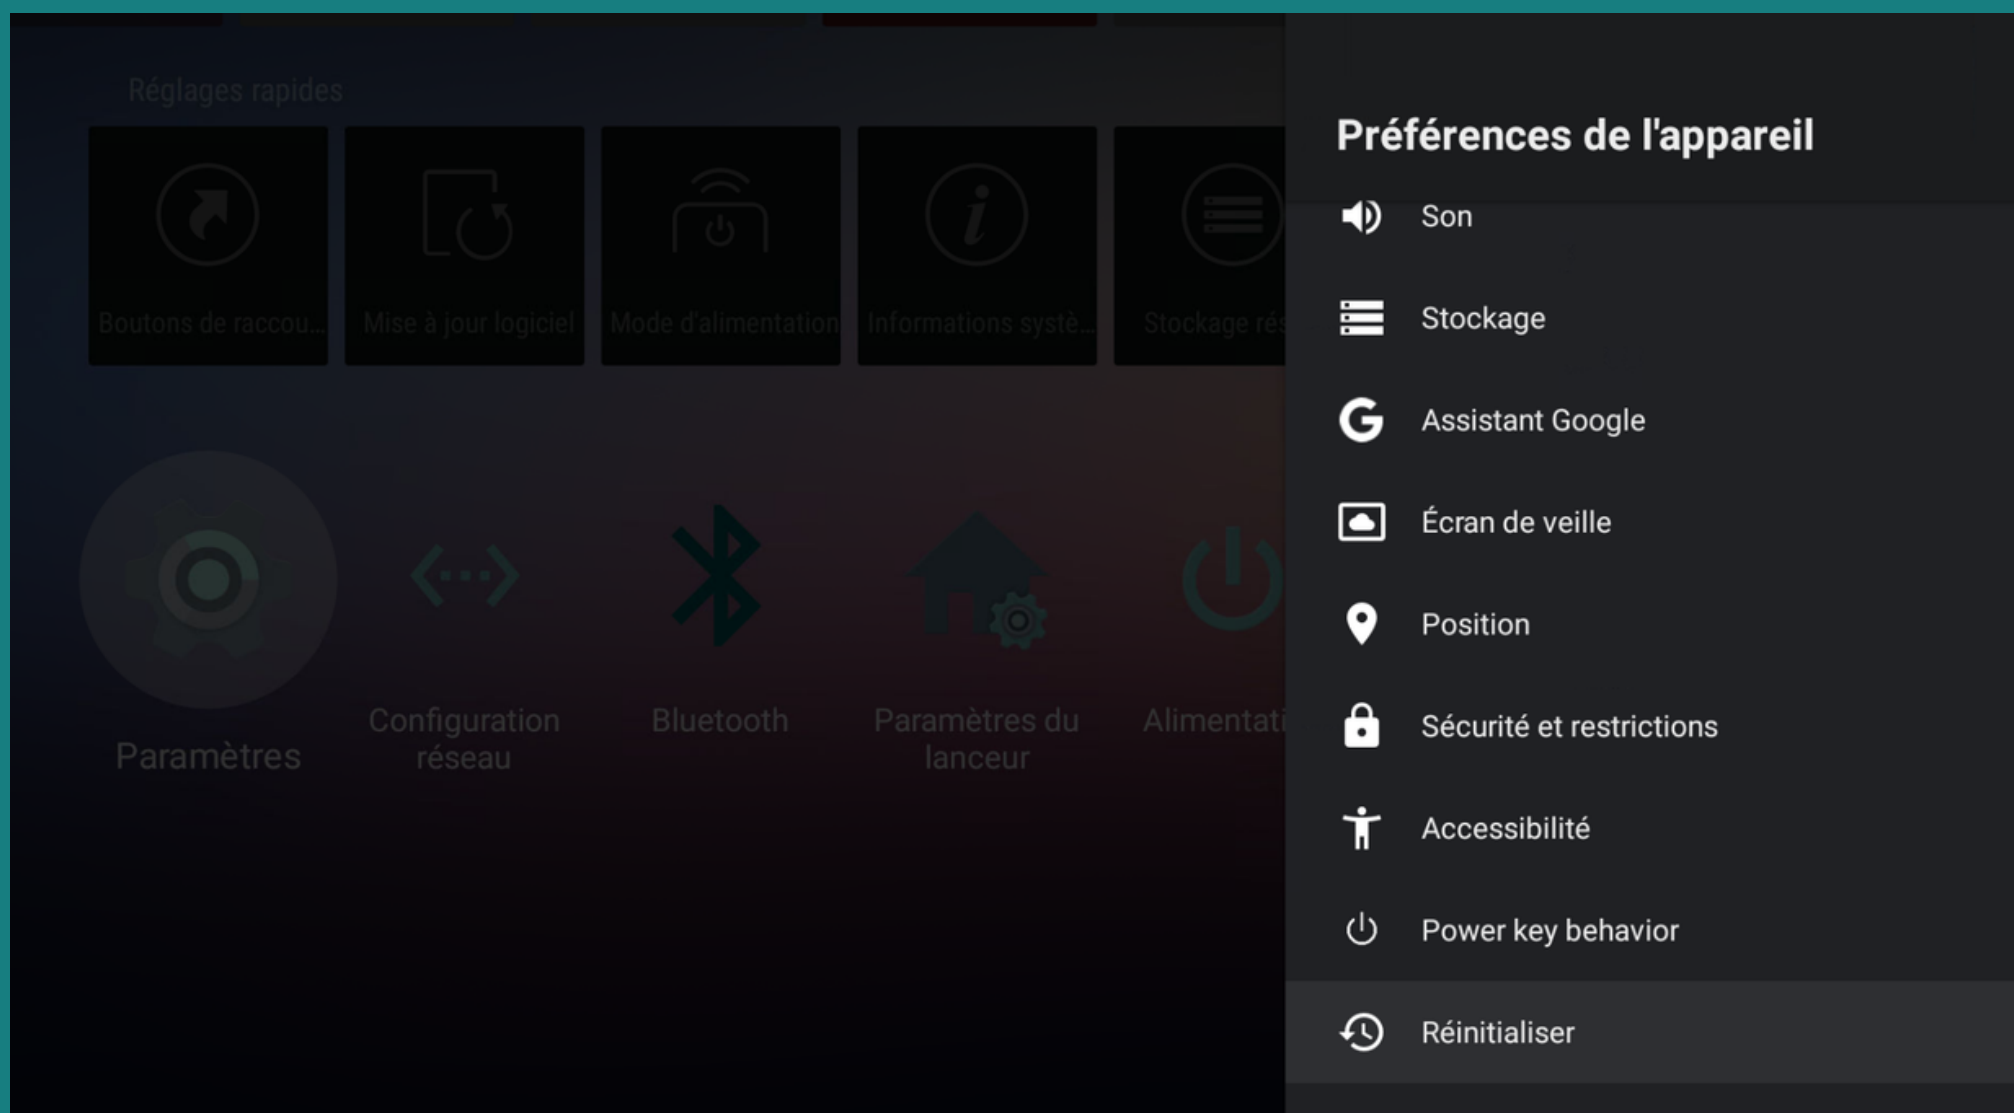 Réglages rapides
Boutons de raccou...
Mise à jour logiciel
Mode d'alimentation
Informations systè...
Stockage rés
Paramètres
Configuration
réseau
Bluetooth
Paramètres du
lanceur
Alimentati
Préférences de l'appareil
Son
Stockage
Assistant Google
Écran de veille
Position
Sécurité et restrictions
Accessibilité
Power key behavior
Réinitialiser